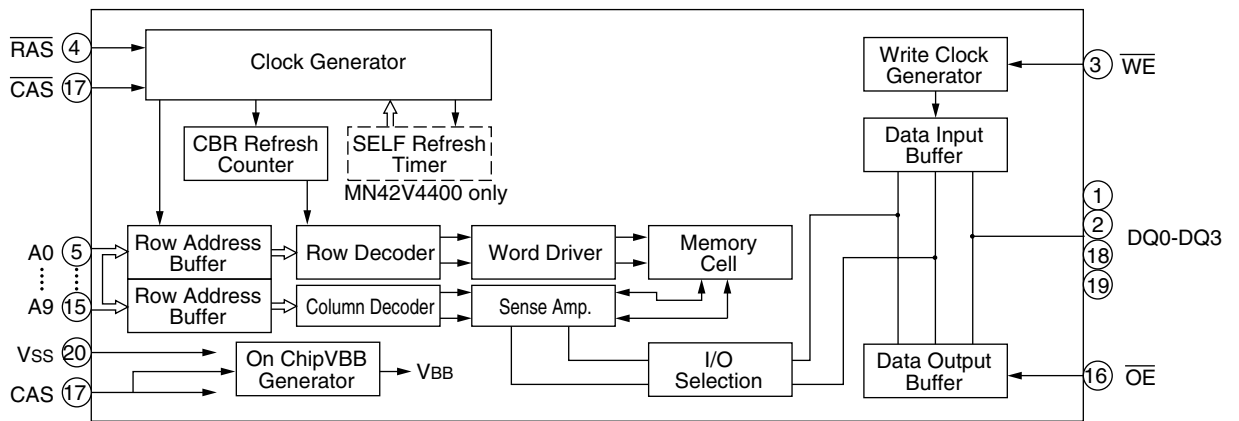 RAS 4
CAS 17
Clock Generator
Write Clock
Generator
3 WE
CBR Refresh
Counter
SELF Refresh
Timer
MN42V4400 only
Data Input
Buffer
1
2
DQ0-DQ3
18
19
A0 5
A9 15
Row Address
Buffer
Row Decoder
Word Driver
Memory
Cell
Row Address
Buffer
Column Decoder
Sense Amp.
VSS 20
CAS 17
On ChipVBB
Generator
VBB
I/O
Selection
Data Output
Buffer
16 OE